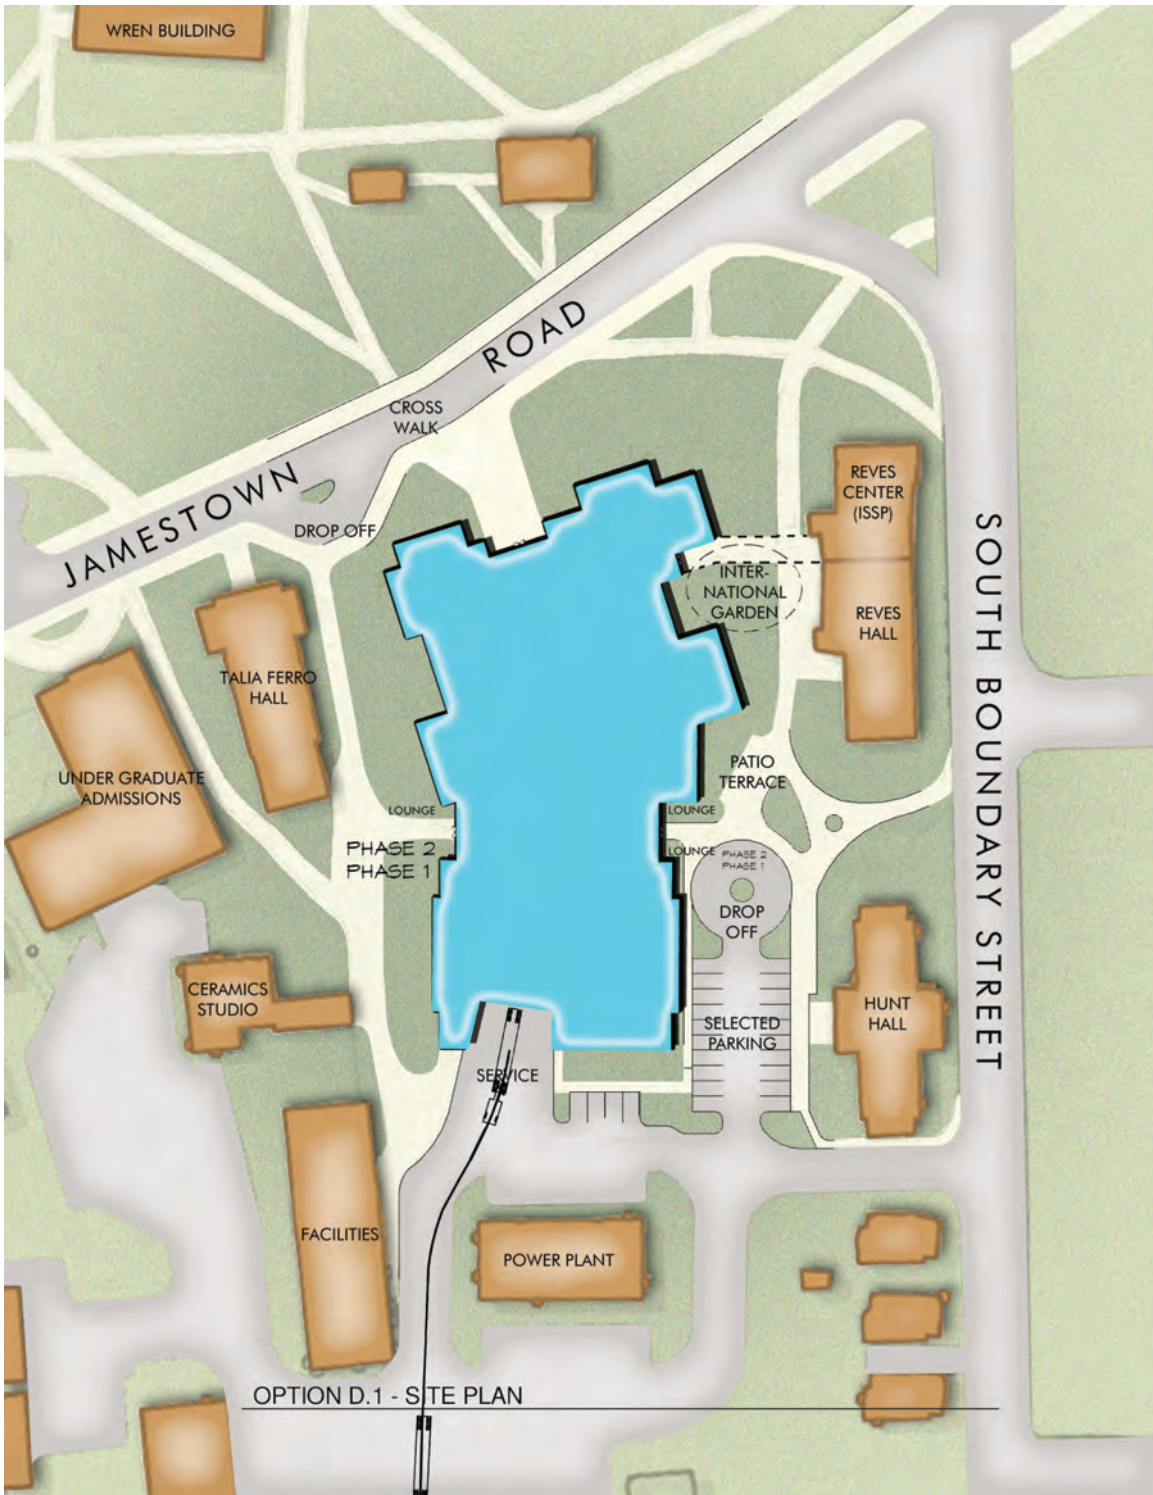 WREN BUILDING
JAMESTOWN
ROAD
CROSS
WALK
DROP OFF
REVES
CENTER
(ISSP)
INTER-
NATIONAL
GARDEN
REVES
HALL
SOUTH BOUNDARY STREET
TALIA FERRO
HALL
UNDER GRADUATE
ADMISSIONS
PATIO
TERRACE
LOUNGE
LOUNGE
PHASE 2
PHASE 1
LOUNGE
PHASE 2
PHASE 1
DROP
OFF
CERAMICS
STUDIO
SELECTED
PARKING
HUNT
HALL
SERVICE
FACILITIES
POWER PLANT
OPTION D.1 - SITE PLAN